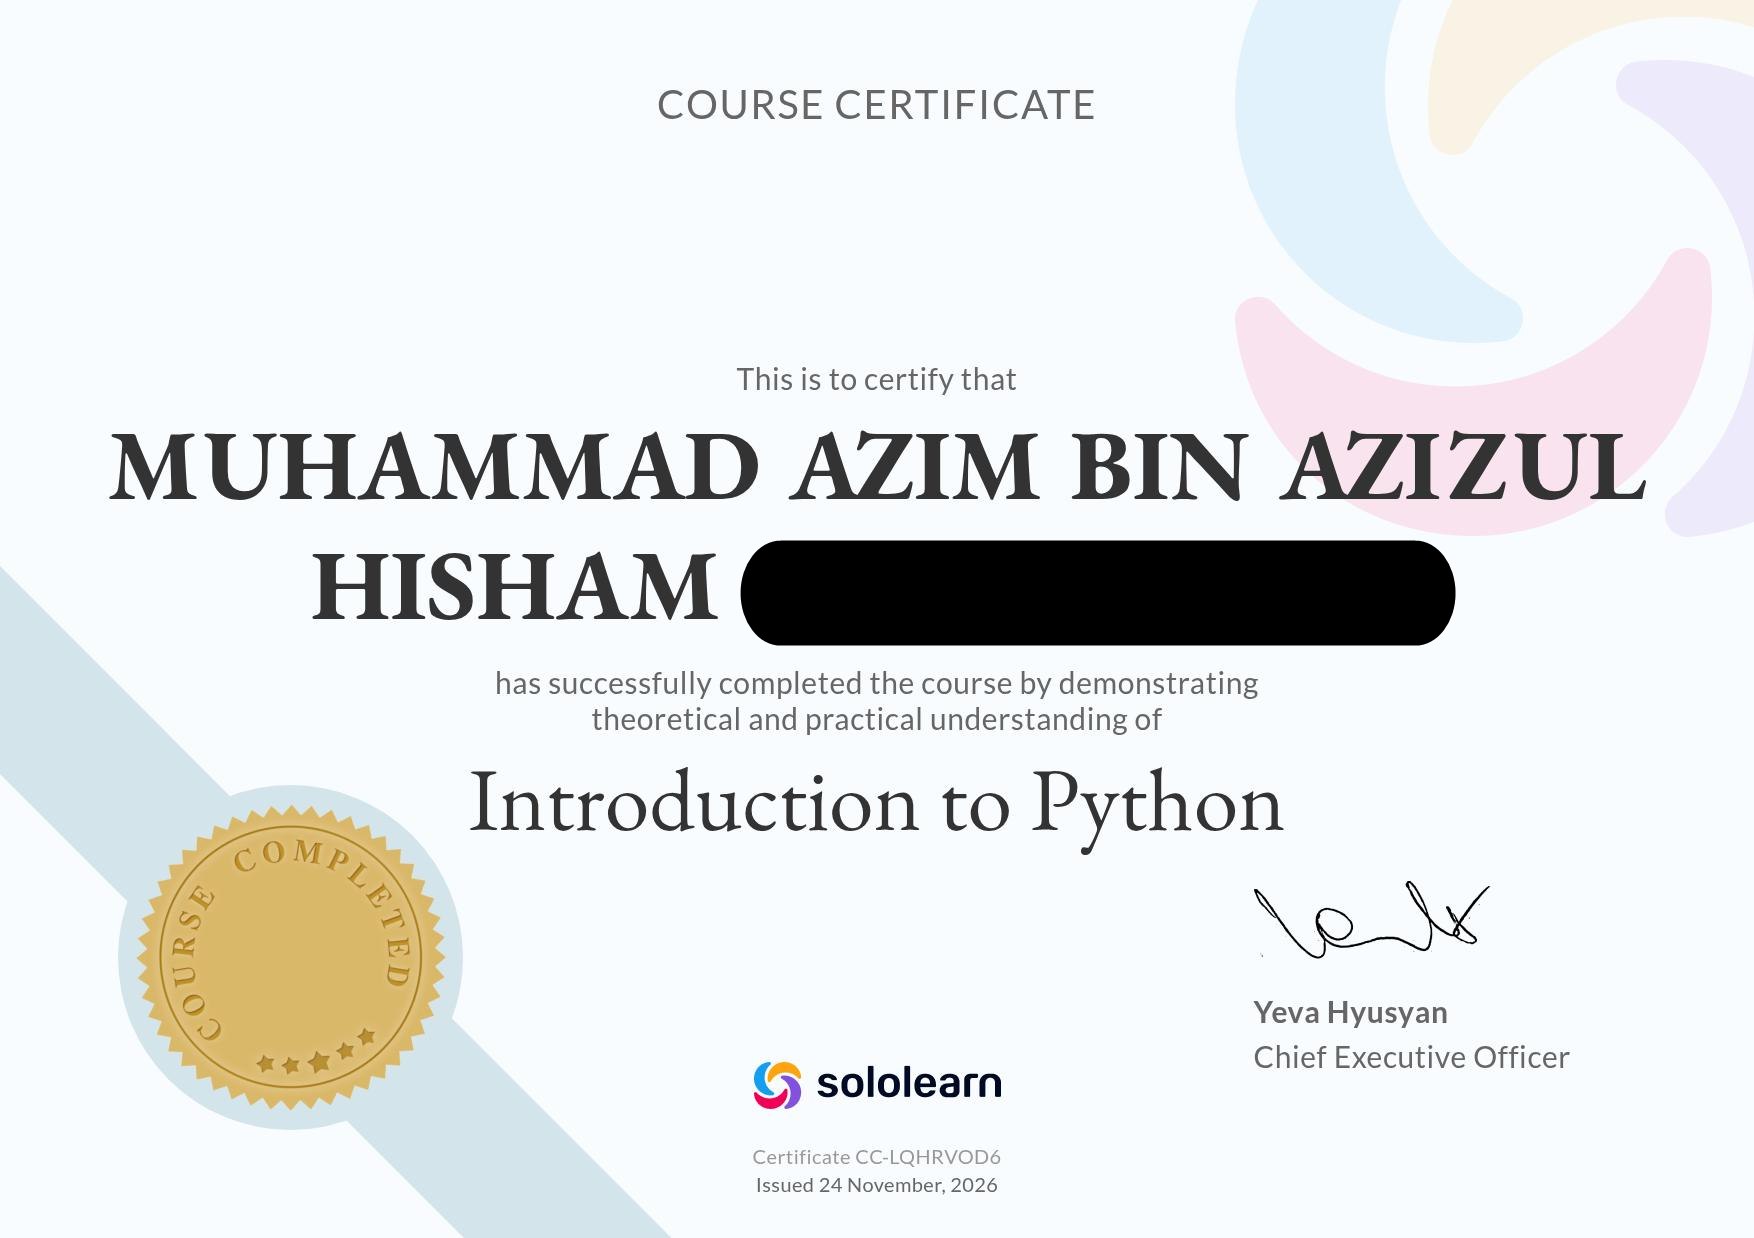 COURSE CERTIFICATE
This is to certify that
MUHAMMAD AZIM BIN AZIZUL
HISHAM
has successfully completed the course by demonstrating
theoretical and practical understanding of
Introduction to Python
COURSE COMPLETED
Yeva Hyusyan
Chief Executive Officer
sololearn
Certificate CC-LQHRVOD6
Issued 24 November, 2026